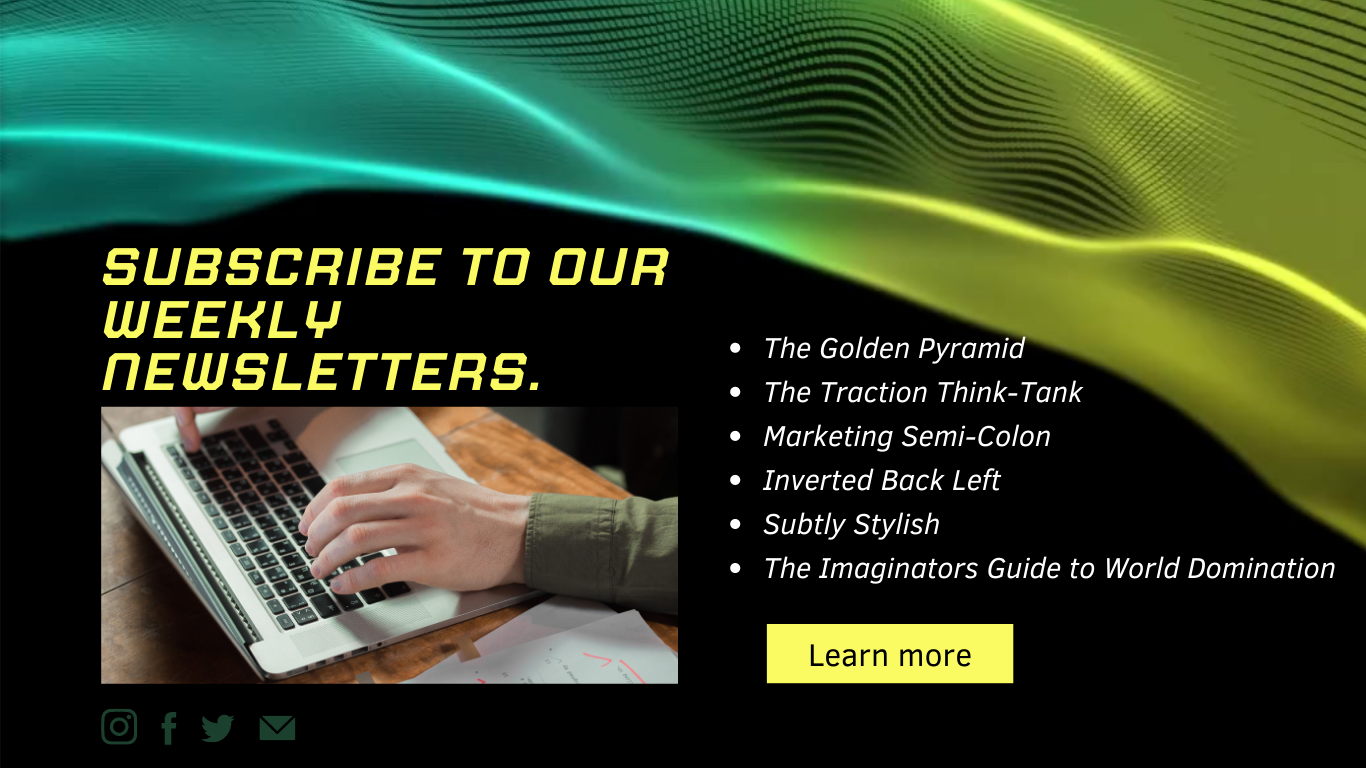 SUBSCRIBE TO OUR
WEEKLY
NEWSLETTERS.
The Golden Pyramid
The Traction Think-Tank
Marketing Semi-Colon
Inverted Back Left
Subtly Stylish
The Imaginators Guide to World Domination
Learn more